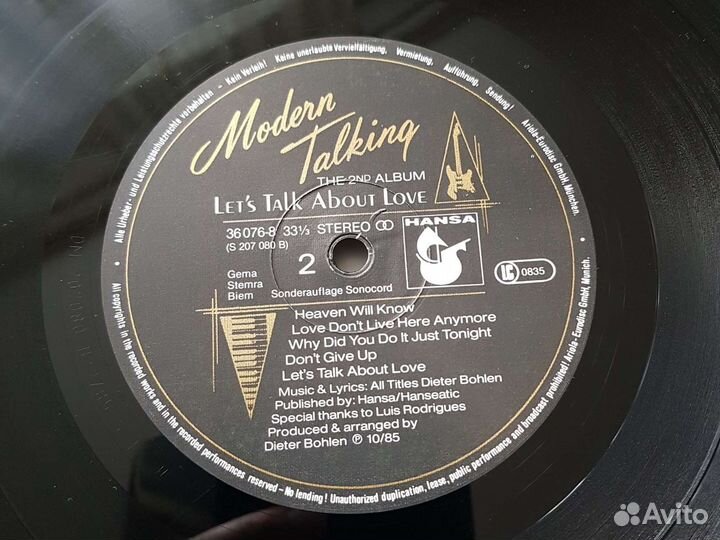 Alle Urheber- und Leistungsschutzrechte vorbehalten - Kein Verleih! Keine unerlaubte Vervielfältigung, Vermietung, Aufführung, Sendung! Ariola-Eurodisc GmbH, München.
Modern
Talking
THE 2ND ALBUM
LET'S TALK ABOUT LOVE
36 076-8 33⅓ STEREO
(S 207 080 B)
HANSA
2
LC 0835
Gema
Stemra
Biem
Sonderauflage Sonocord
Heaven Will Know
Love Don't Live Here Anymore
Why Did You Do It Just Tonight
Don't Give Up
Let's Talk About Love
Music & Lyrics: All Titles Dieter Bohlen
Published by: Hansa/Hanseatic
Special thanks to Luis Rodrigues
Produced & arranged by
Dieter Bohlen ℗ 10/85
All copyrights in the recorded works and in the recorded performances reserved - No lending! Unauthorized duplication, lease, public performance and broadcast prohibited! Ariola-Eurodisc GmbH, Munich.
Avito